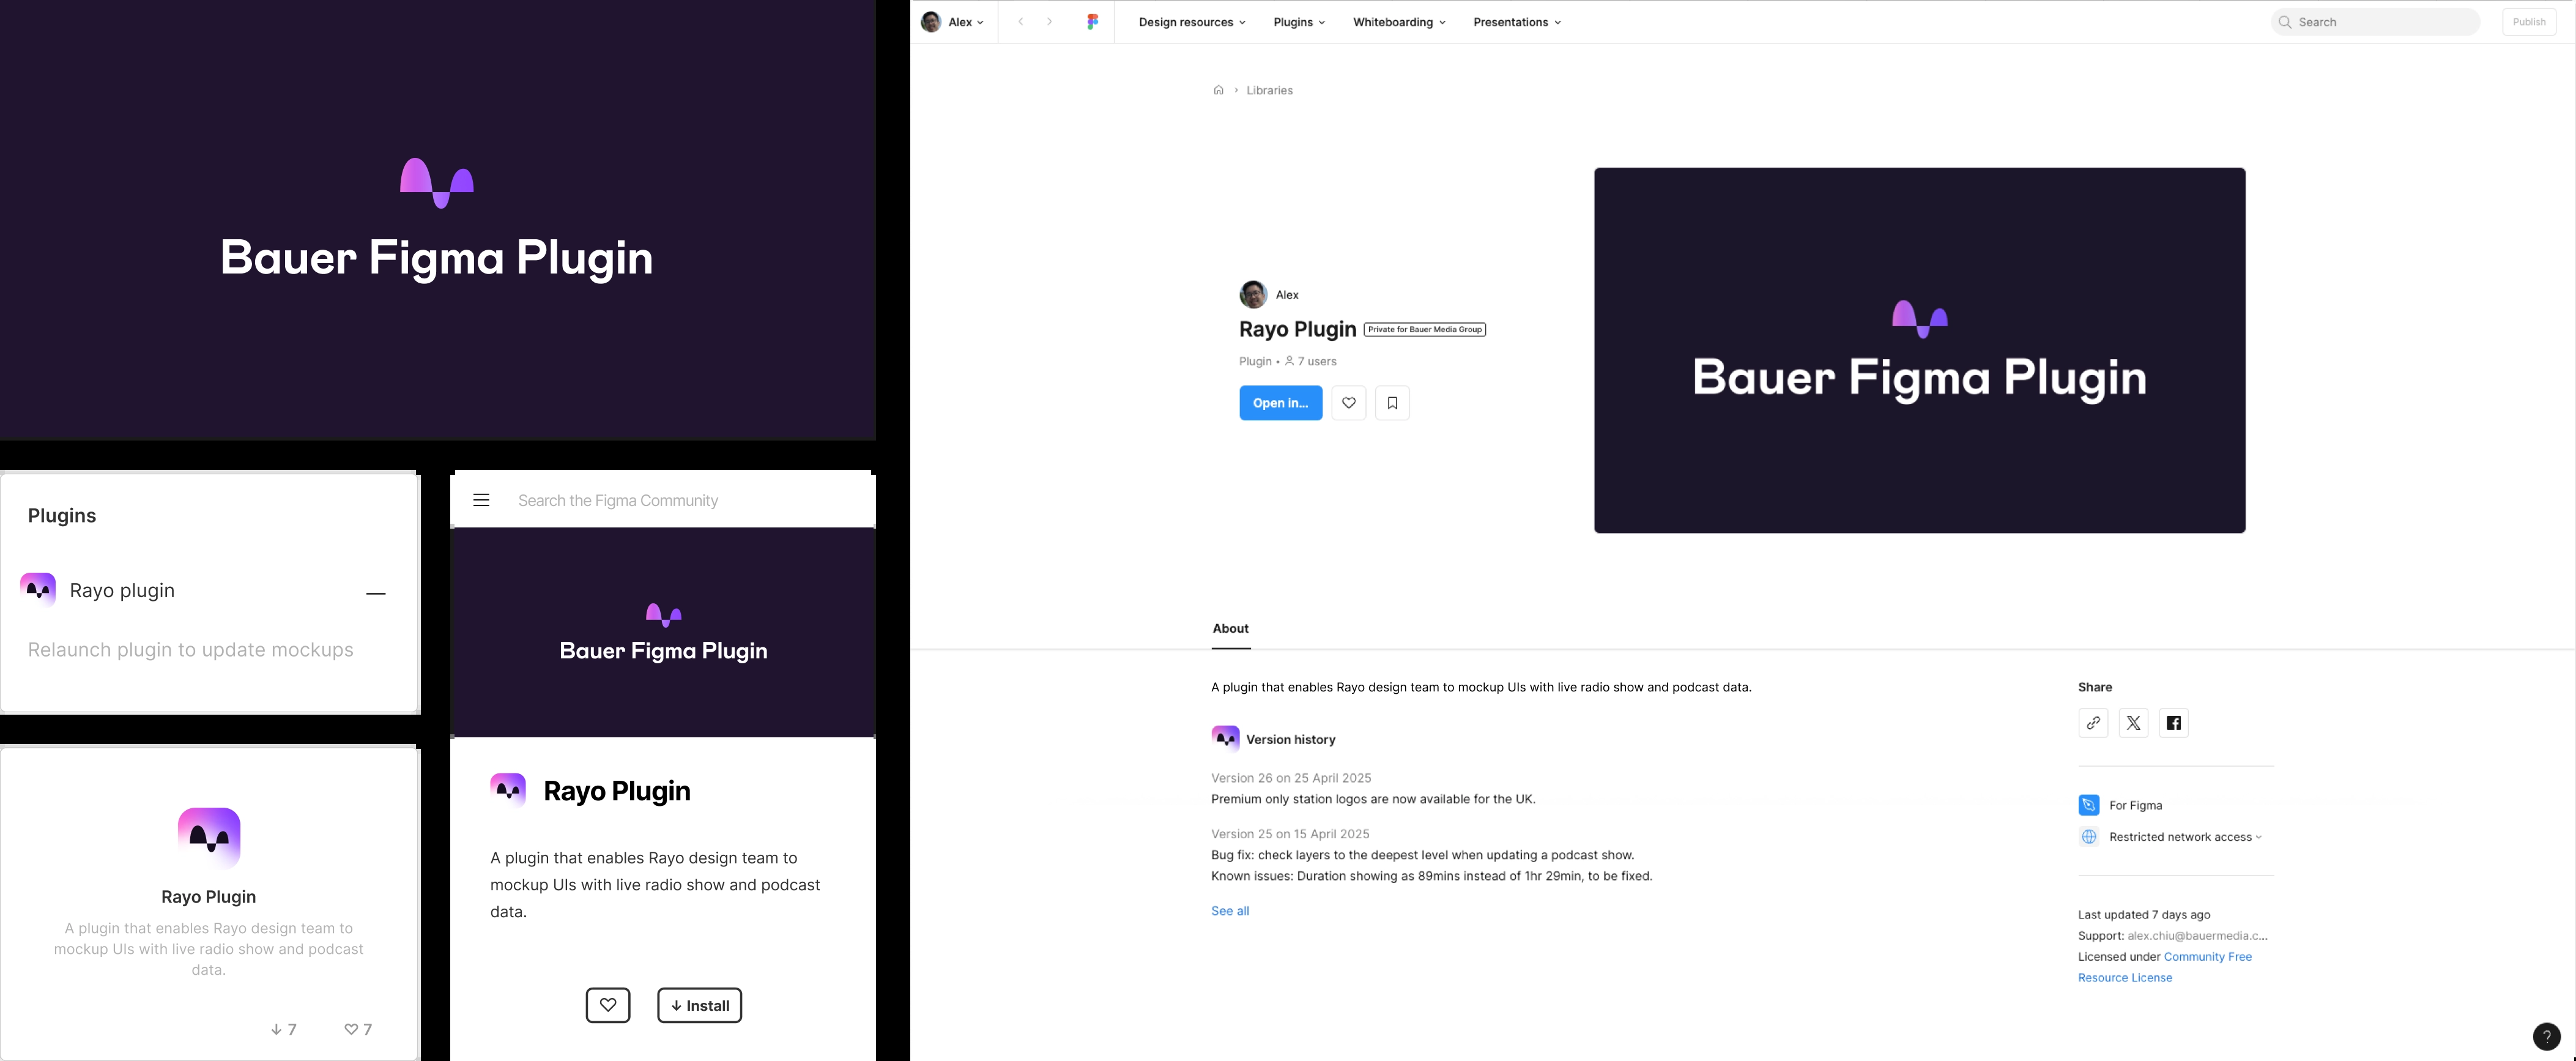 Bauer Figma Plugin
Plugins
Rayo plugin
Relaunch plugin to update mockups
Rayo Plugin
A plugin that enables Rayo design team to
mockup UIs with live radio show and podcast
data.
7
7
Search the Figma Community
Bauer Figma Plugin
Rayo Plugin
A plugin that enables Rayo design team to
mockup UIs with live radio show and podcast
data.
Install
Alex
Design resources
Plugins
Whiteboarding
Presentations
Search
Publish
Libraries
Alex
Rayo Plugin
Private for Bauer Media Group
Plugin • 7 users
Open in...
Bauer Figma Plugin
About
A plugin that enables Rayo design team to mockup UIs with live radio show and podcast data.
Version history
Version 26 on 25 April 2025
Premium only station logos are now available for the UK.
Version 25 on 15 April 2025
Bug fix: check layers to the deepest level when updating a podcast show.
Known issues: Duration showing as 89mins instead of 1hr 29min, to be fixed.
See all
Share
For Figma
Restricted network access
Last updated 7 days ago
Support: alex.chiu@bauermedia.c...
Licensed under Community Free
Resource License
?